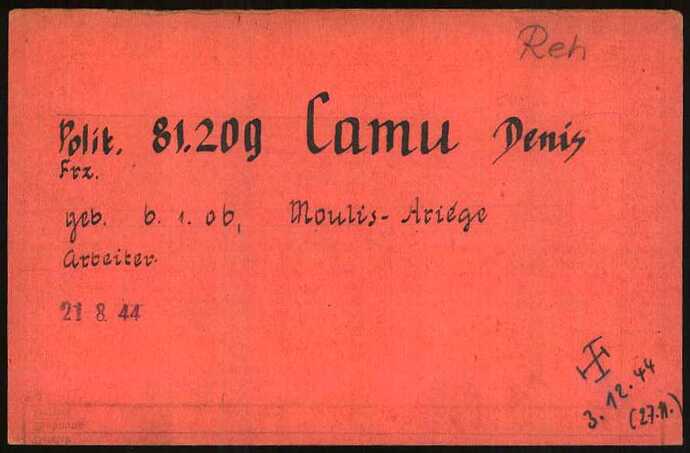 Reh
Polit. 81.209 Camu Denis
Frz.
geb. 6. 1. 06, Moulis-Ariége
Arbeiter
21 8. 44
3. 12. 44
(27.11.)